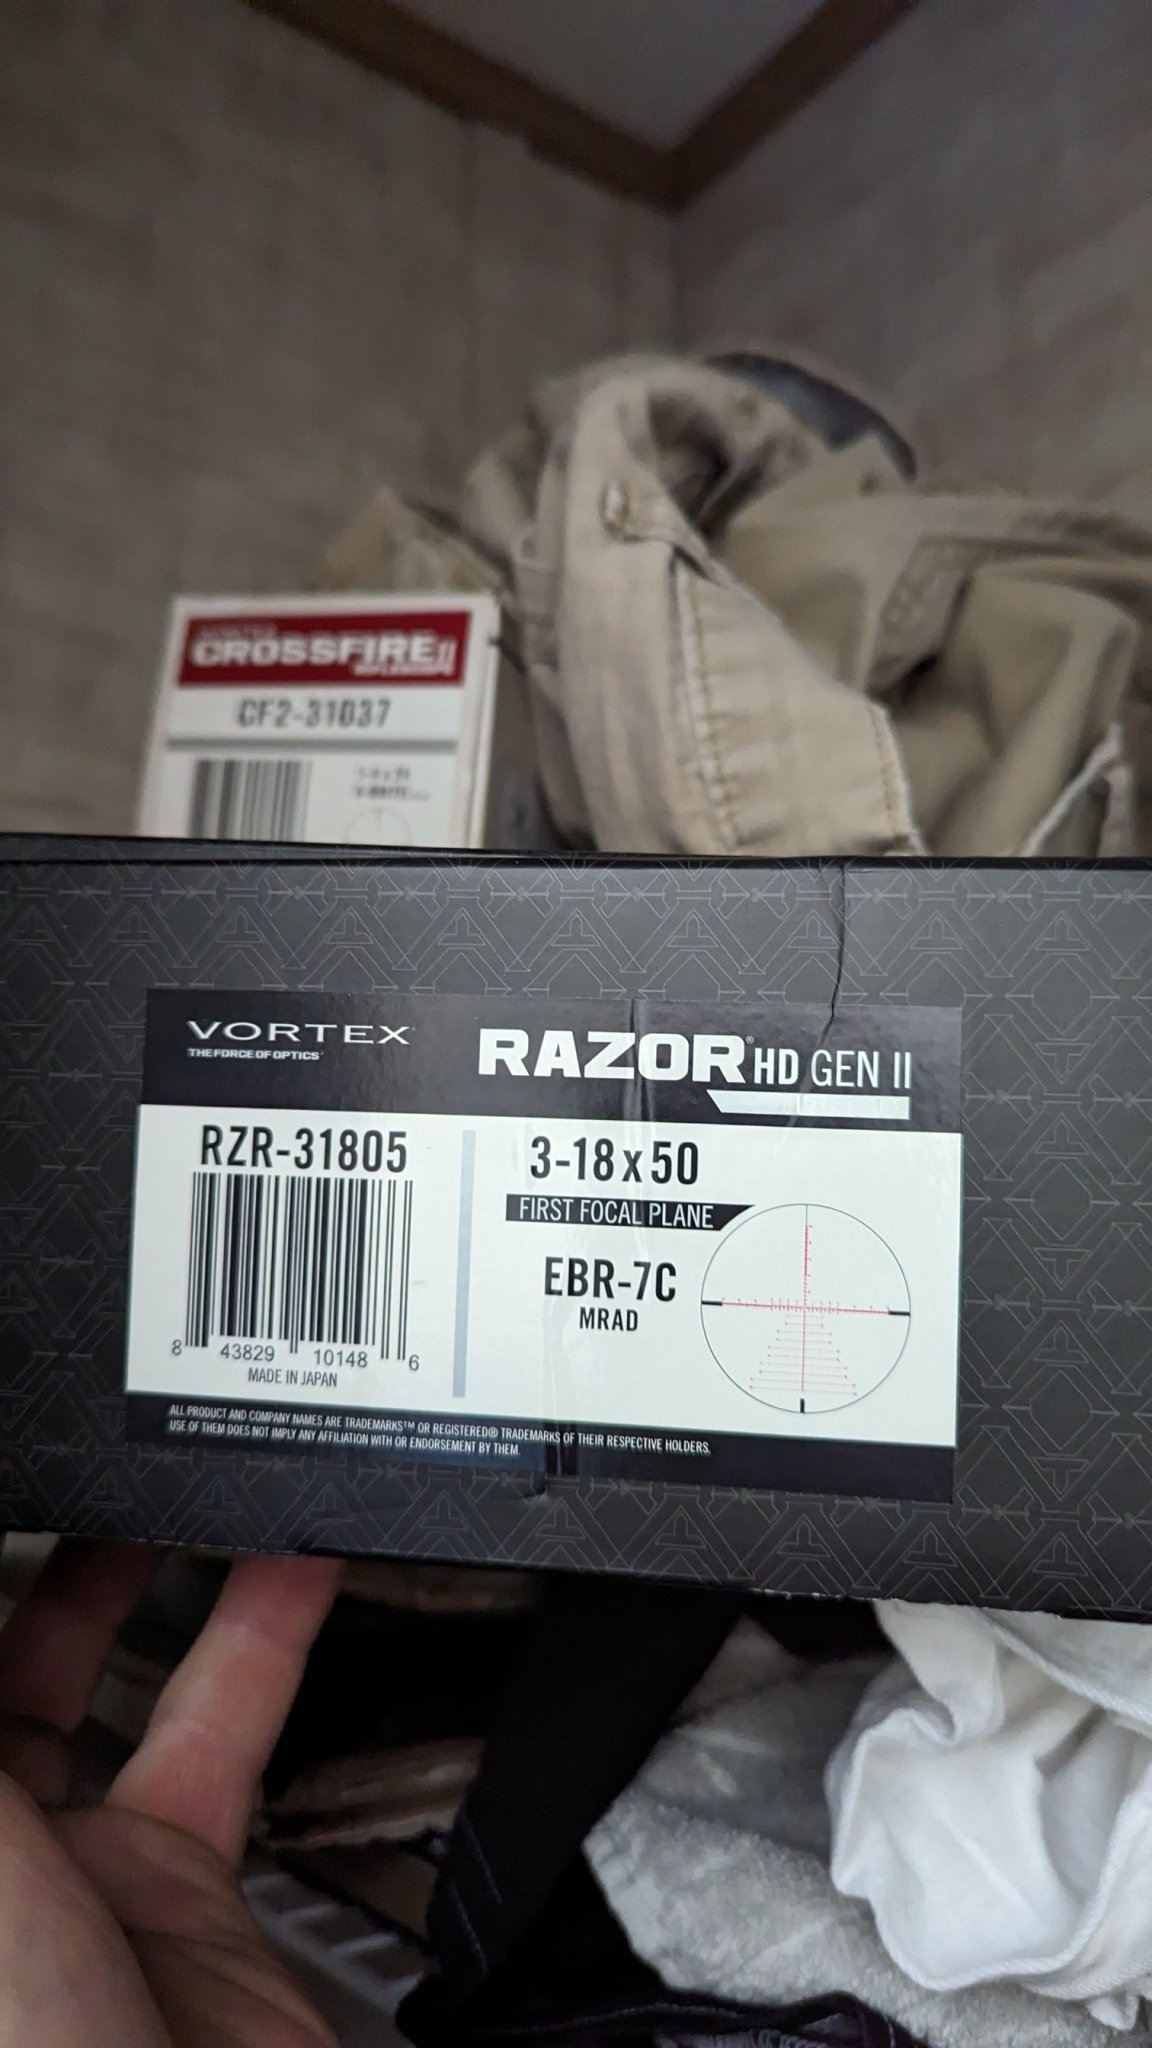 CROSSFIRE II
CF2-31037
VORTEX
THE FORCE OF OPTICS
RAZOR® HD GEN II
RZR-31805
3-18x50
FIRST FOCAL PLANE
EBR-7C
MRAD
8 43829 10148 6
MADE IN JAPAN
ALL PRODUCT AND COMPANY NAMES ARE TRADEMARKS™ OR REGISTERED® TRADEMARKS OF THEIR RESPECTIVE HOLDERS.
USE OF THEM DOES NOT IMPLY ANY AFFILIATION WITH OR ENDORSEMENT BY THEM.